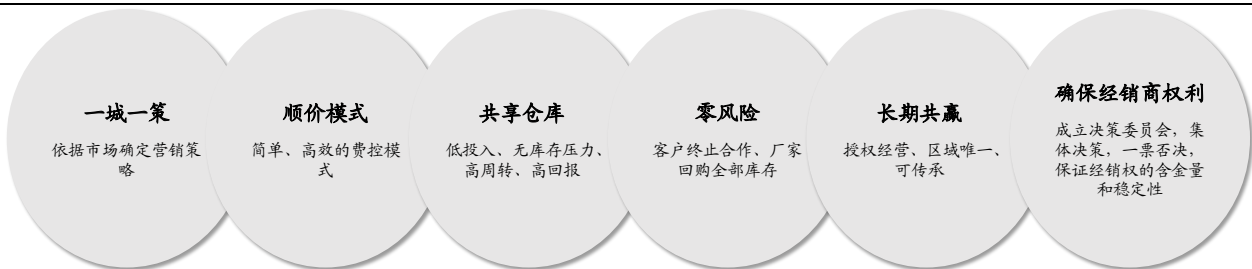 一城一策
依据市场确定营销策
略
顺价模式
简单、高效的费控模
式
共享仓库
低投入、无库存压力、
高周转、高回报
零风险
客户终止合作、厂家
回购全部库存
长期共赢
授权经营、区域唯一、
可传承
确保经销商权利
成立决策委员会，集
体决策，一票否决，
保证经销权的含金量
和稳定性